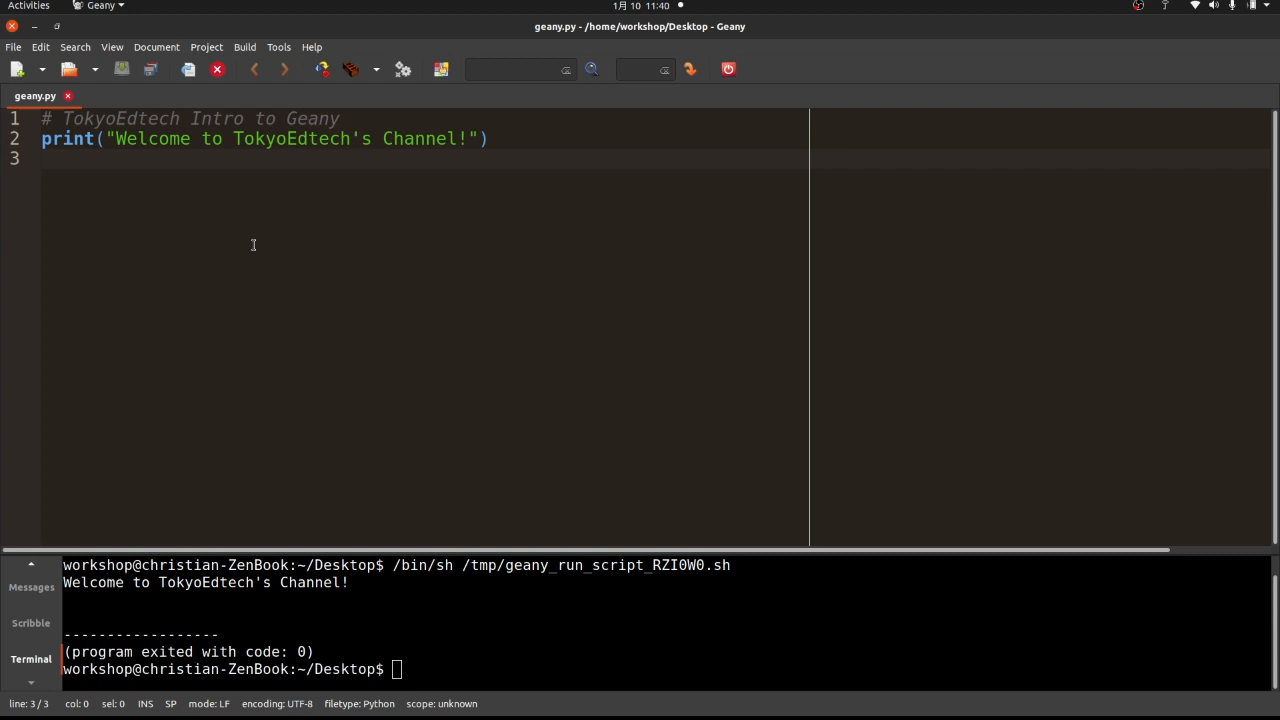 Activities Geany 1月 10 11:40
geany.py - /home/workshop/Desktop - Geany
File Edit Search View Document Project Build Tools Help
geany.py
1 # TokyoEdtech Intro to Geany
2 print("Welcome to TokyoEdtech's Channel!")
3
workshop@christian-ZenBook:~/Desktop$ /bin/sh /tmp/geany_run_script_RZI0W0.sh
Messages
Welcome to TokyoEdtech's Channel!
Scribble
------------------
(program exited with code: 0)
Terminal
workshop@christian-ZenBook:~/Desktop$
line: 3 / 3 col: 0 sel: 0 INS SP mode: LF encoding: UTF-8 filetype: Python scope: unknown